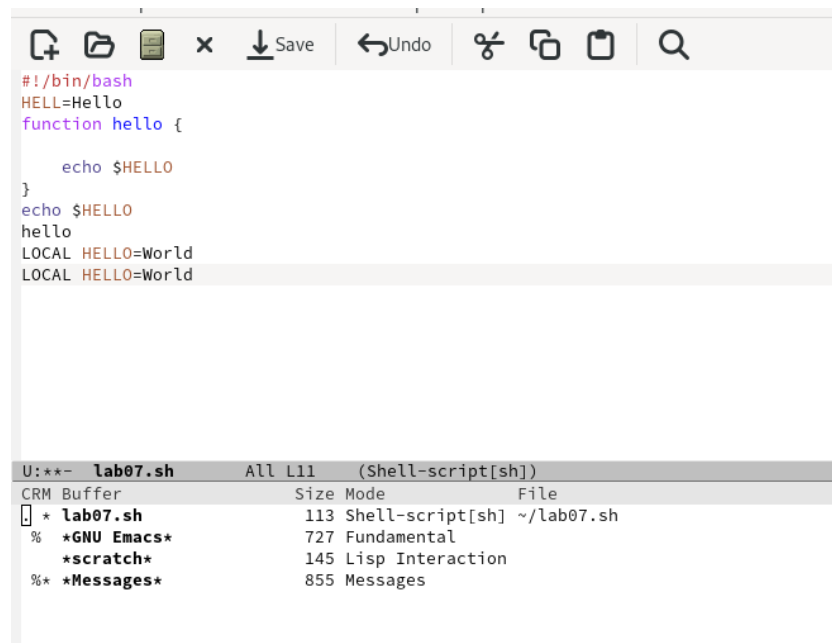 Save Undo
#!/bin/bash
HELL=Hello
function hello {
    echo $HELLO
}
echo $HELLO
hello
LOCAL HELLO=World
LOCAL HELLO=World
U:**-  lab07.sh       All L11    (Shell-script[sh])
CRM Buffer                 Size Mode             File
. * lab07.sh                113 Shell-script[sh] ~/lab07.sh
 %  *GNU Emacs*             727 Fundamental
    *scratch*               145 Lisp Interaction
 %* *Messages*              855 Messages